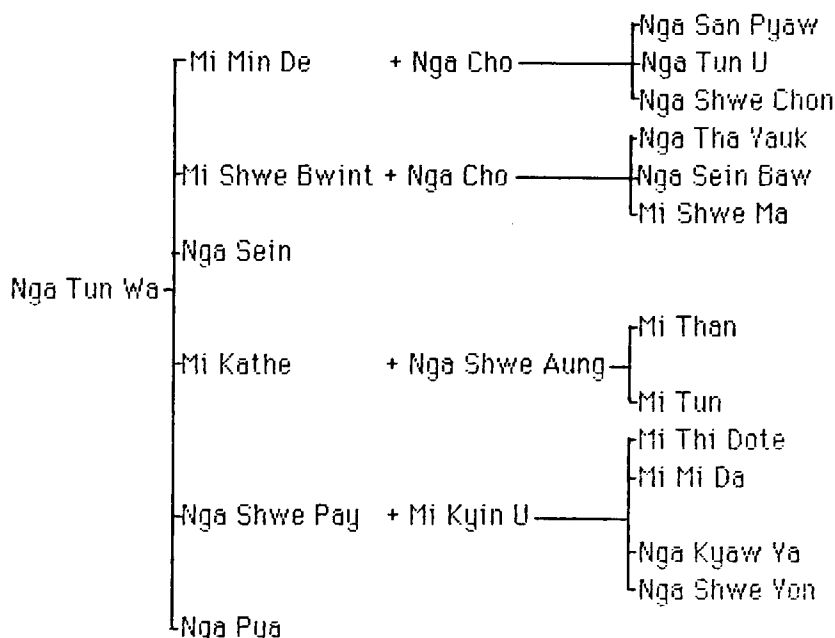 Nga San Pyaw
Mi Min De + Nga Cho
Nga Tun U
Nga Shwe Chon
Nga Tha Yauk
Mi Shwe Bwint + Nga Cho
Nga Sein Baw
Mi Shwe Ma
Nga Sein
Nga Tun Wa
Mi Than
Mi Kathe + Nga Shwe Aung
Mi Tun
Mi Thi Dote
Mi Mi Da
Nga Shwe Pay + Mi Kyin U
Nga Kyaw Ya
Nga Shwe Yon
Nga Pya